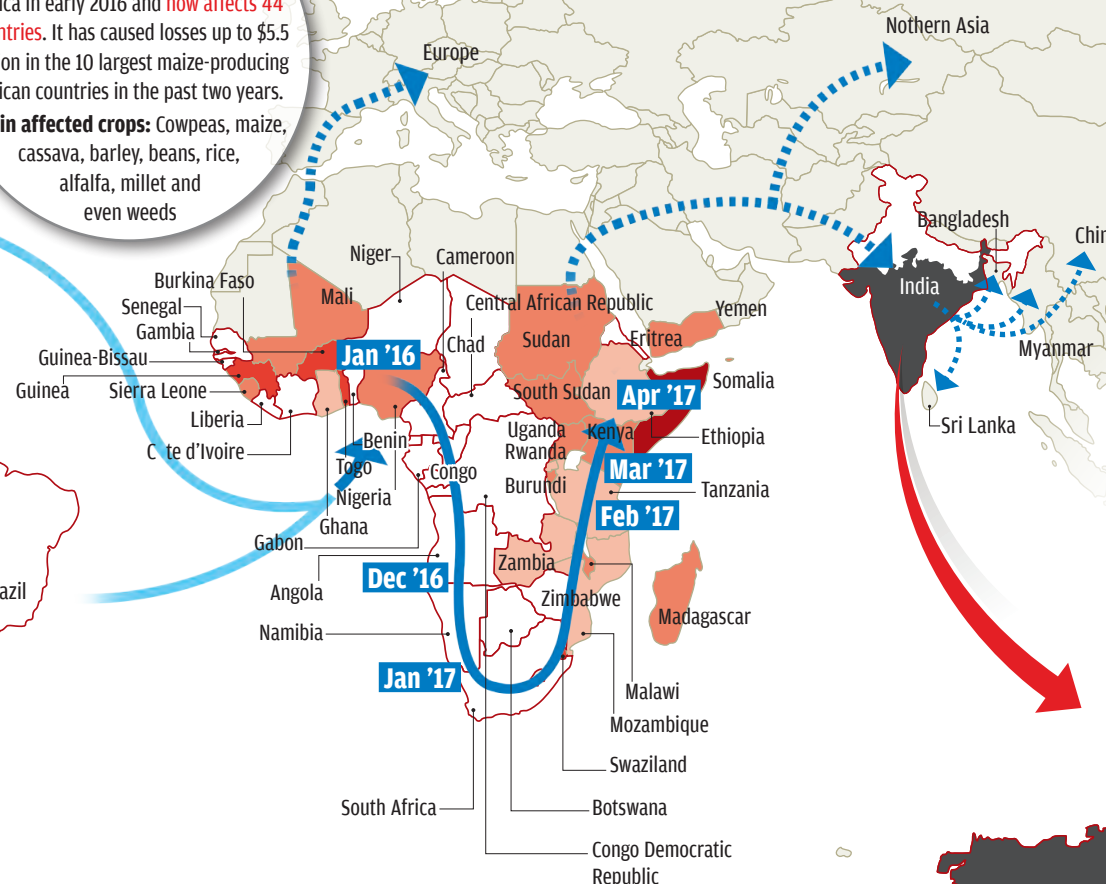 ica in early 2016 and now affects 44
ntries. It has caused losses up to $5.5
on in the 10 largest maize-producing
ican countries in the past two years.
in affected crops: Cowpeas, maize,
cassava, barley, beans, rice,
alfalfa, millet and
even weeds
Europe
Nothern Asia
Bangladesh
Chin
India
Myanmar
Sri Lanka
Niger
Cameroon
Burkina Faso
Mali
Central African Republic
Yemen
Senegal
Gambia
Chad
Sudan
Eritrea
Guinea-Bissau
Jan ’16
Guinea
Sierra Leone
South Sudan
Apr ’17
Somalia
Liberia
Uganda
Kenya
Ethiopia
C te d’Ivoire
Benin
Rwanda
Togo
Congo
Mar ’17
Nigeria
Burundi
Tanzania
Ghana
Feb ’17
Gabon
Zambia
Dec ’16
Angola
Zimbabwe
azil
Madagascar
Namibia
Jan ’17
Malawi
Mozambique
Swaziland
South Africa
Botswana
Congo Democratic
Republic